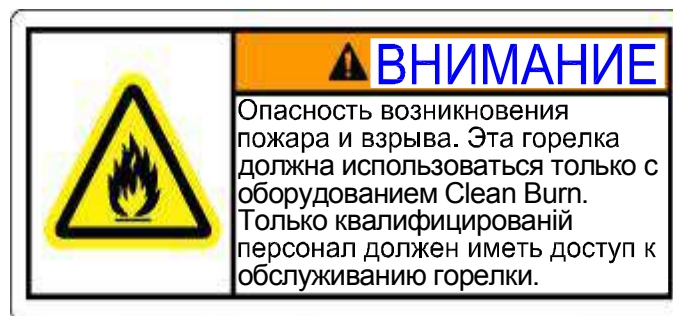 ВНИМАНИЕ
Опасность возникновения
пожара и взрыва. Эта горелка
должна использоваться только с
оборудованием Clean Burn.
Только квалифицированій
персонал должен иметь доступ к
обслуживанию горелки.